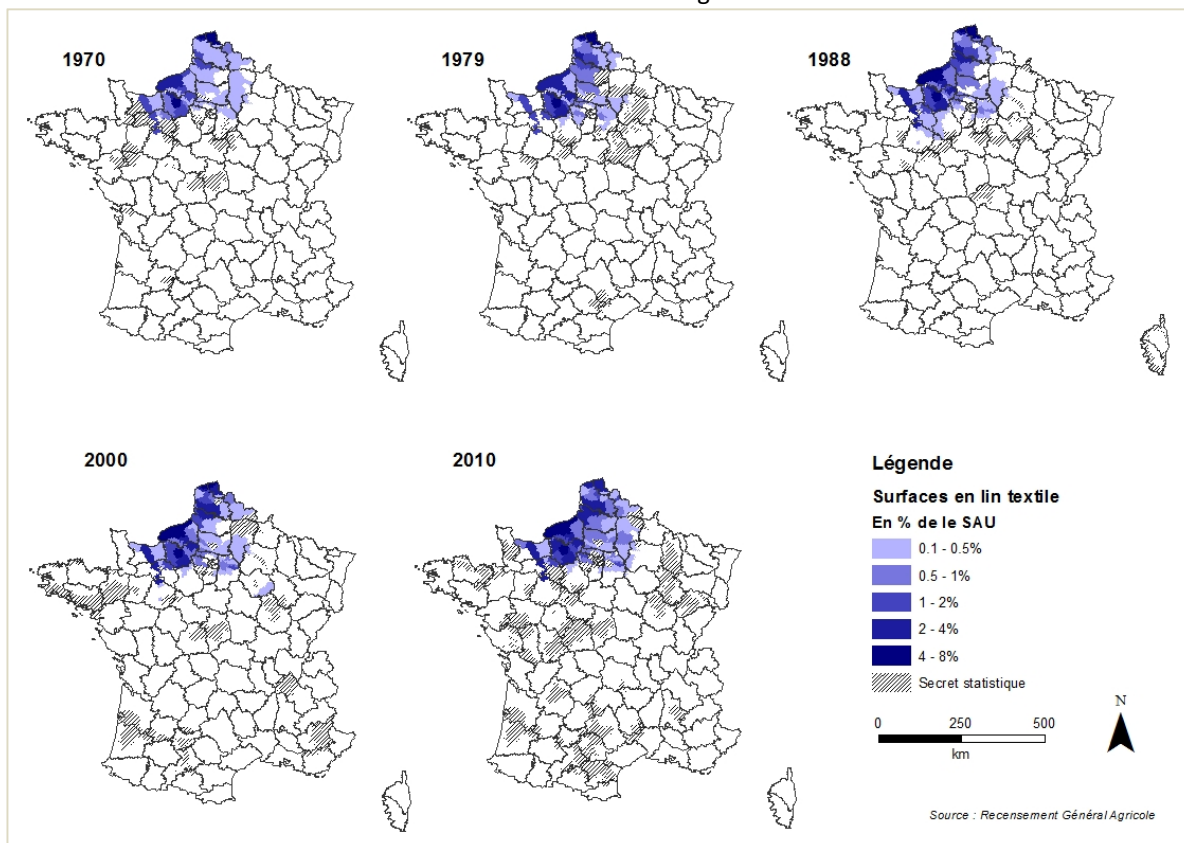 1970
1979
1988
2000
2010
Légende
Surfaces en lin textile
En % de le SAU
0.1 - 0.5%
0.5 - 1%
1 - 2%
2 - 4%
4 - 8%
Secret statistique
0 250 500
km
N
Source : Recensement Général Agricole